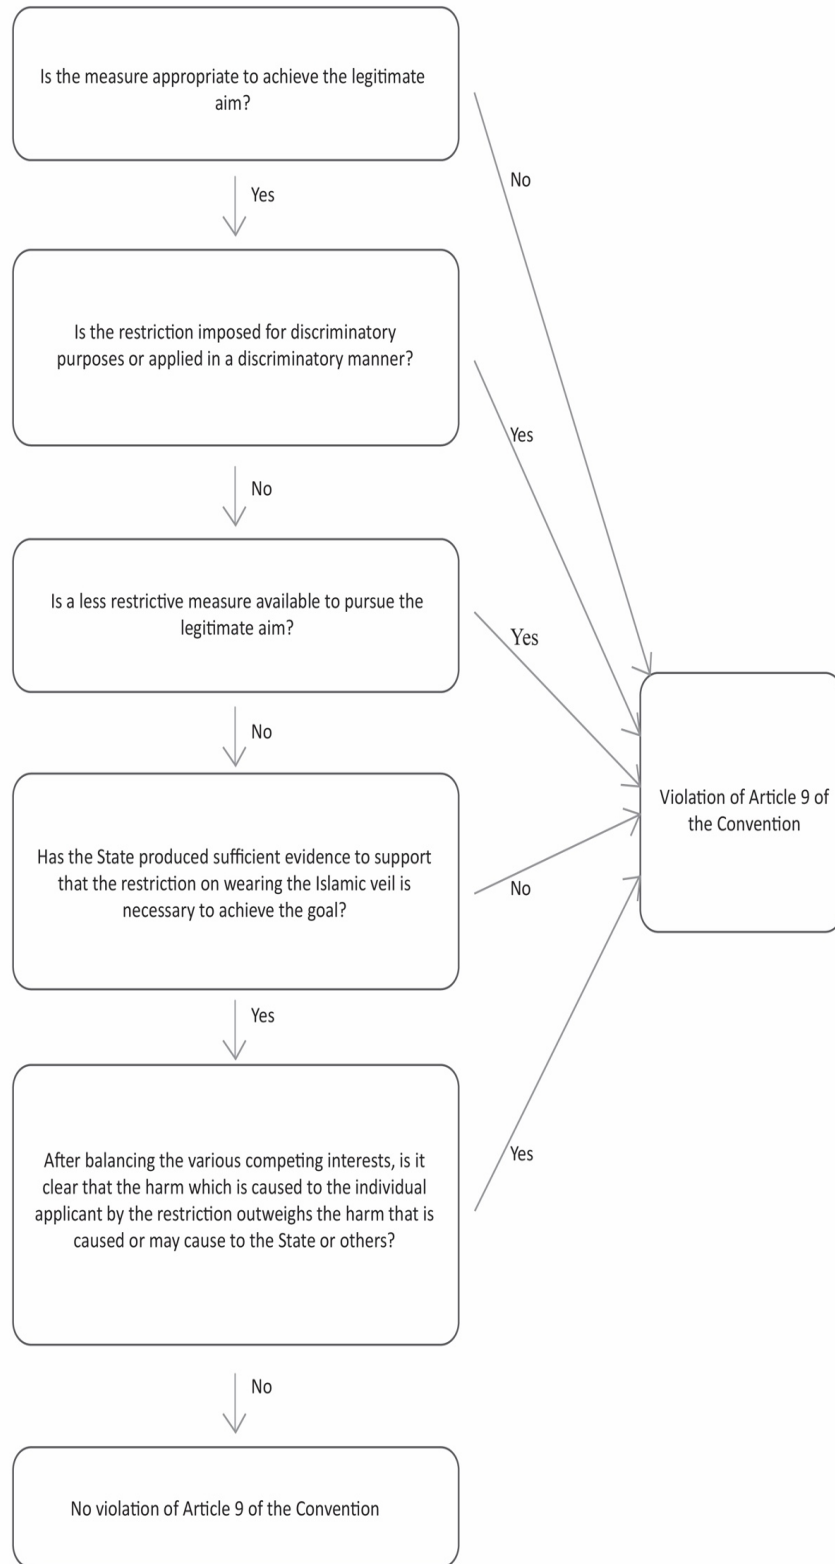 Is the measure appropriate to achieve the legitimate
aim?
No
Yes
Is the restriction imposed for discriminatory
purposes or applied in a discriminatory manner?
Yes
No
Is a less restrictive measure available to pursue the
legitimate aim?
Yes
No
Violation of Article 9 of
the Convention
Has the State produced sufficient evidence to support
that the restriction on wearing the Islamic veil is
necessary to achieve the goal?
No
Yes
After balancing the various competing interests, is it
clear that the harm which is caused to the individual
applicant by the restriction outweighs the harm that is
caused or may cause to the State or others?
Yes
No
No violation of Article 9 of the Convention